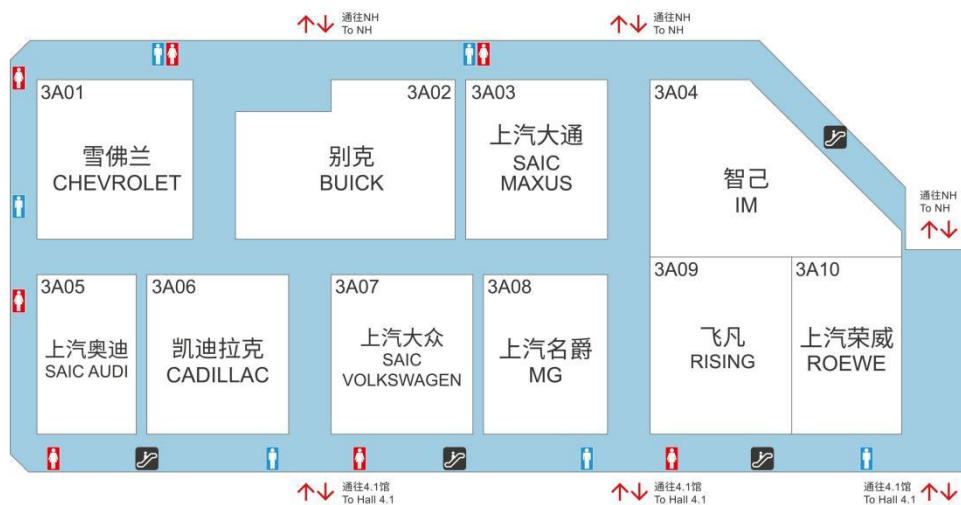 通往NH
To NH
通往NH
To NH
3A01
雪佛兰
CHEVROLET
3A02
别克
BUICK
3A03
上汽大通
SAIC
MAXUS
3A04
智己
IM
通往NH
To NH
3A05
上汽奥迪
SAIC AUDI
3A06
凯迪拉克
CADILLAC
3A07
上汽大众
SAIC
VOLKSWAGEN
3A08
上汽名爵
MG
3A09
飞凡
RISING
3A10
上汽荣威
ROEWE
通往4.1馆
To Hall 4.1
通往4.1馆
To Hall 4.1
通往4.1馆
To Hall 4.1